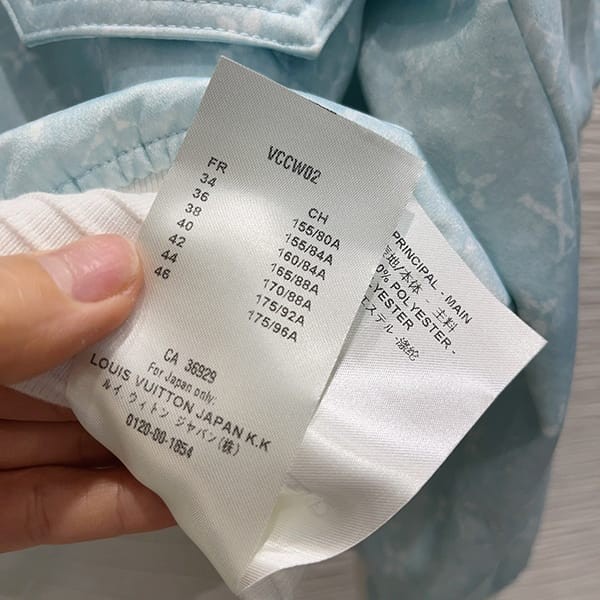 VCCW02
FR CH
34 155/80A
36 155/84A
38 160/84A
40 165/88A
42 170/88A
44 175/92A
46 175/96A
CA 36929
For Japan only:
LOUIS VUITTON JAPAN K.K
ルイ ヴィトン ジャパン(株)
0120-00-1854
PRINCIPAL - MAIN
地/本体 - 主料
0% POLYESTER -
YESTER
ステル -涤纶